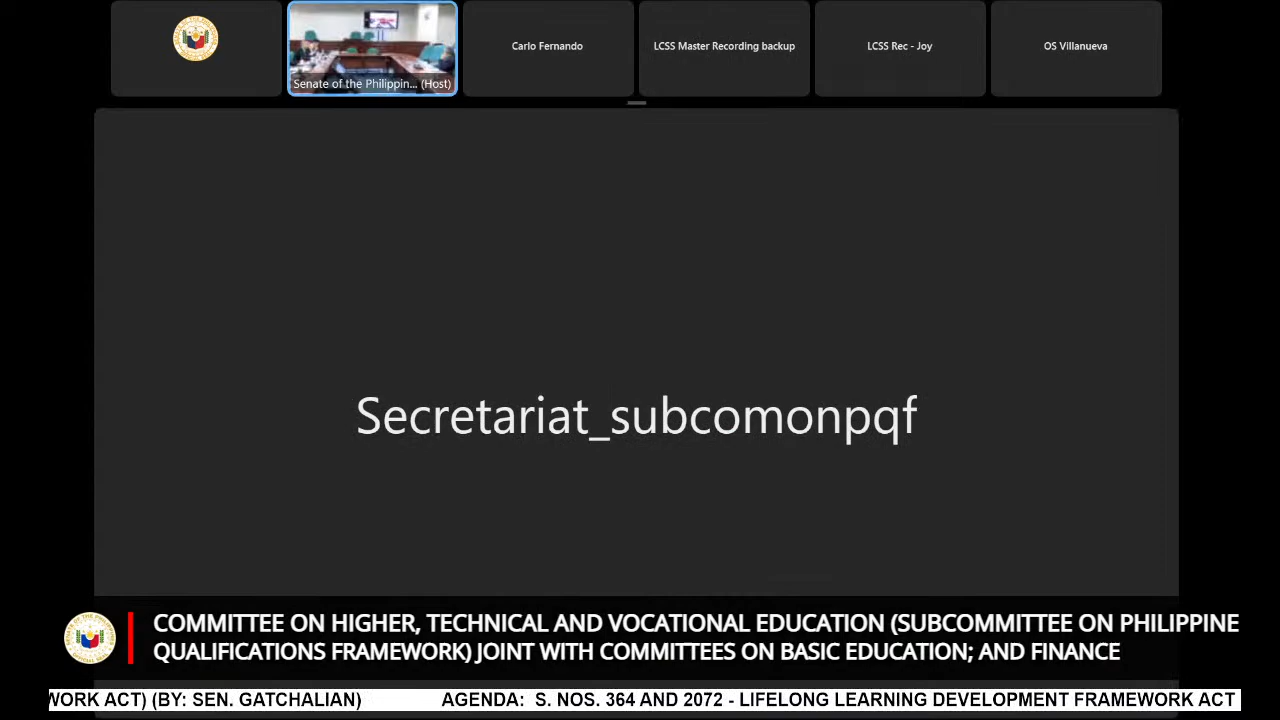 Senate of the Philippin... (Host)
Carlo Fernando
LCSS Master Recording backup
LCSS Rec - Joy
OS Villanueva
Secretariat_subcomonpqf
COMMITTEE ON HIGHER, TECHNICAL AND VOCATIONAL EDUCATION (SUBCOMMITTEE ON PHILIPPINE
QUALIFICATIONS FRAMEWORK) JOINT WITH COMMITTEES ON BASIC EDUCATION; AND FINANCE
WORK ACT) (BY: SEN. GATCHALIAN) AGENDA: S. NOS. 364 AND 2072 - LIFELONG LEARNING DEVELOPMENT FRAMEWORK ACT